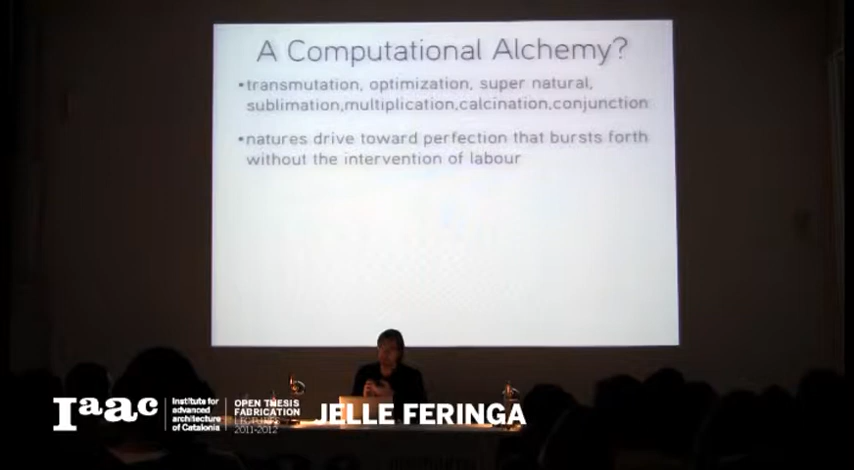 A Computational Alchemy?
•transmutation, optimization, super natural,
sublimation,multiplication,calcination,conjunction
•natures drive toward perfection that bursts forth
without the intervention of labour
Iaac
Institute for
advanced
architecture
of Catalonia
OPEN THESIS
FABRICATION
LECTURES
2011-2012
JELLE FERINGA